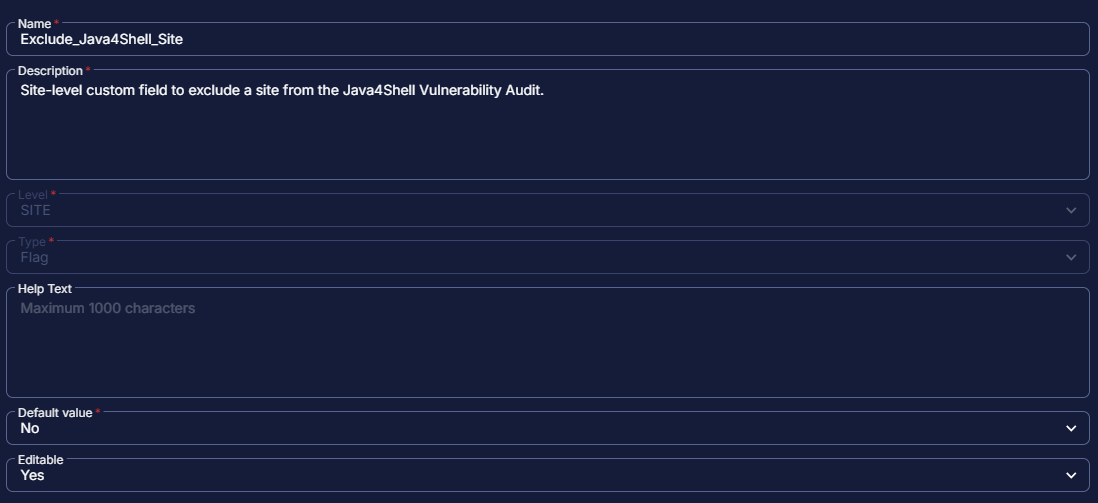 Name *
Exclude_Java4Shell_Site
Description *
Site-level custom field to exclude a site from the Java4Shell Vulnerability Audit.
Level *
SITE
Type *
Flag
Help Text
Maximum 1000 characters
Default value *
No
Editable
Yes